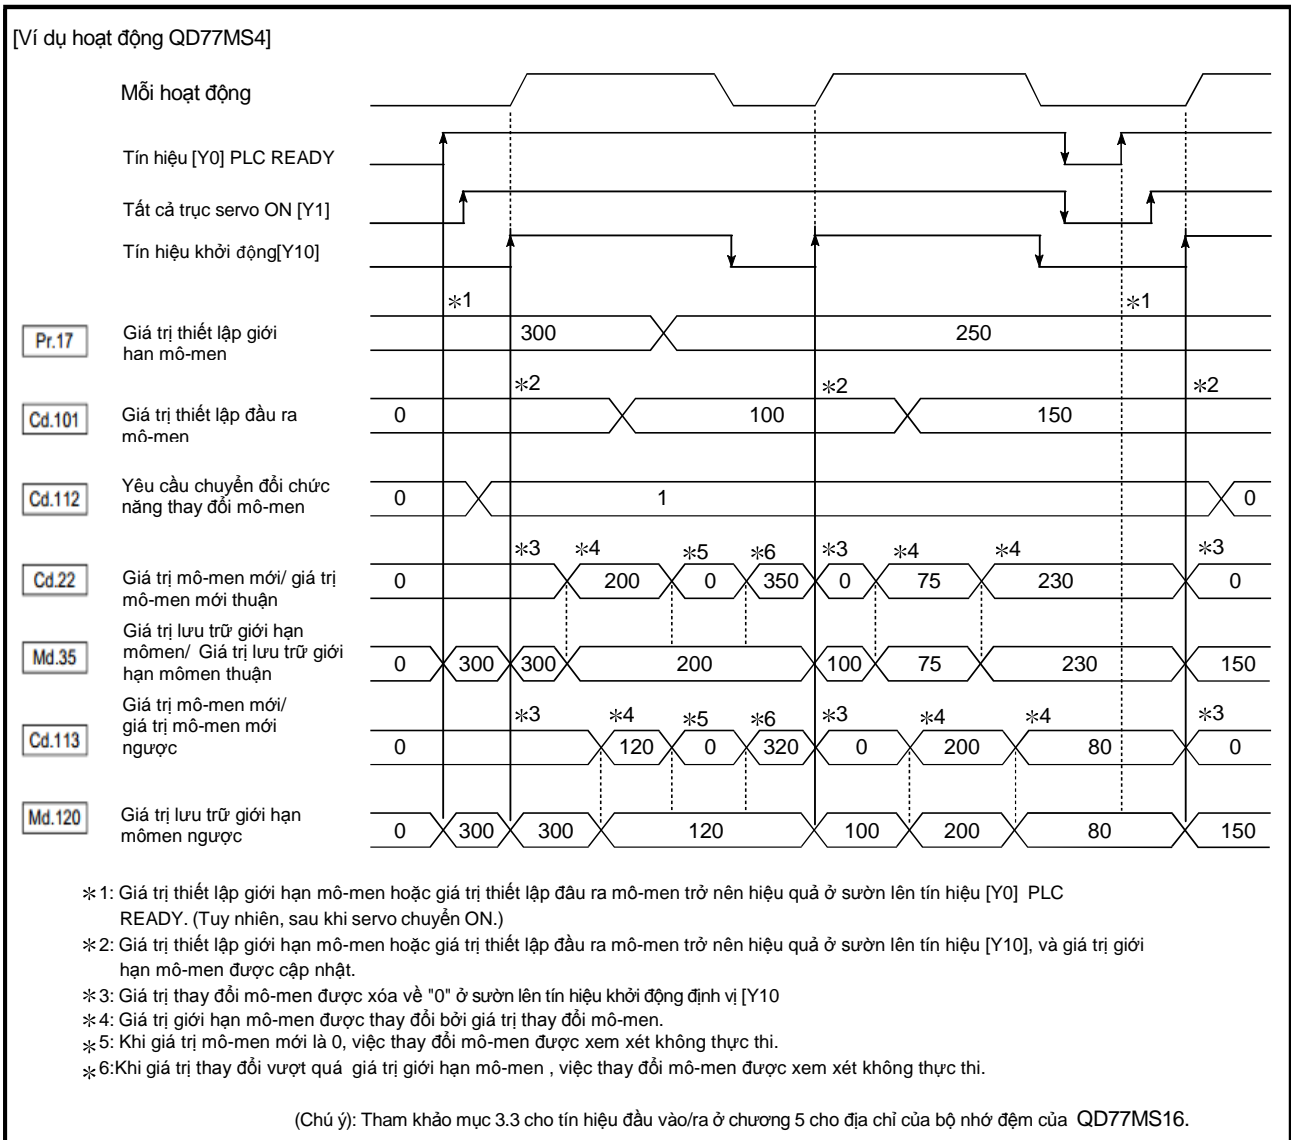 [Ví dụ hoạt động QD77MS4]
Mỗi hoạt động
Tín hiệu [Y0] PLC READY
Tất cả trục servo ON [Y1]
Tín hiệu khởi động[Y10]
*1 *1
Pr.17 Giá trị thiết lập giới 300 250
han mô-men
*2 *2 *2
Cd.101 Giá trị thiết lập đầu ra 0 100 150
mô-men
Cd.112 Yêu cầu chuyển đổi chức 0 1 0
năng thay đổi mô-men
*3 *4 *5 *6 *3 *4 *4 *3
Cd.22 Giá trị mô-men mới/ giá trị 0 200 0 350 0 75 230 0
mô-men mới thuận
Giá trị lưu trữ giới hạn
Md.35 mômen/ Giá trị lưu trữ giới 0 300 300 200 100 75 230 150
hạn mômen thuận
Giá trị mô-men mới/
*3 *4 *5 *6 *3 *4 *4 *3
giá trị mô-men mới
Cd.113 ngược 0 120 0 320 0 200 80 0
Md.120 Giá trị lưu trữ giới hạn
mômen ngược 0 300 300 120 100 200 80 150
*1: Giá trị thiết lập giới hạn mô-men hoặc giá trị thiết lập đâu ra mô-men trở nên hiệu quả ở sườn lên tín hiệu [Y0] PLC
READY. (Tuy nhiên, sau khi servo chuyển ON.)
*2: Giá trị thiết lập giới hạn mô-men hoặc giá trị thiết lập đầu ra mô-men trở nên hiệu quả ở sườn lên tín hiệu [Y10], và giá trị giới
hạn mô-men được cập nhật.
*3: Giá trị thay đổi mô-men được xóa về "0" ở sườn lên tín hiệu khởi động định vị [Y10
*4: Giá trị giới hạn mô-men được thay đổi bởi giá trị thay đổi mô-men.
*5: Khi giá trị mô-men mới là 0, việc thay đổi mô-men được xem xét không thực thi.
*6:Khi giá trị thay đổi vượt quá giá trị giới hạn mô-men , việc thay đổi mô-men được xem xét không thực thi.
(Chú ý): Tham khảo mục 3.3 cho tín hiệu đầu vào/ra ở chương 5 cho địa chỉ của bộ nhớ đệm của QD77MS16.